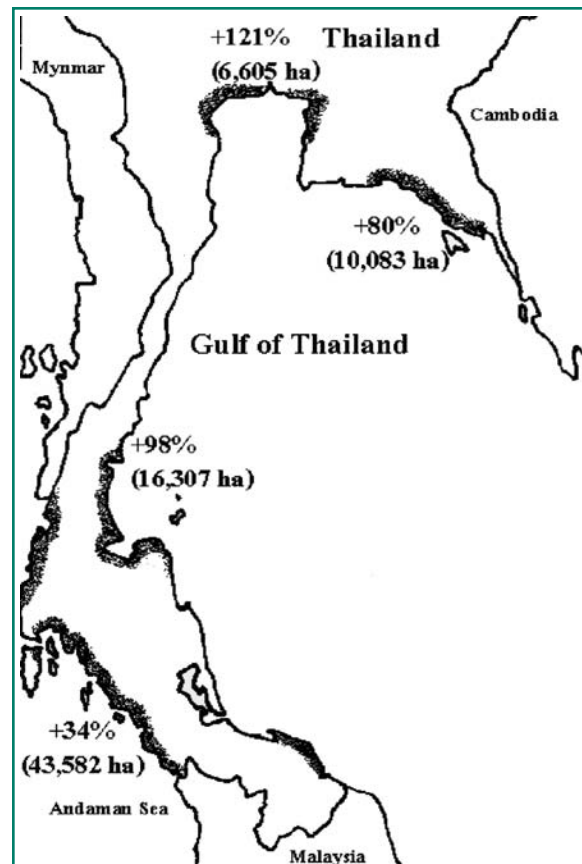 +121%
(6,605 ha)
Thailand
Mynmar
Cambodia
+80%
(10,083 ha)
Gulf of Thailand
+98%
(16,307 ha)
+34%
(43,582 ha)
Andaman Sea
Malaysia